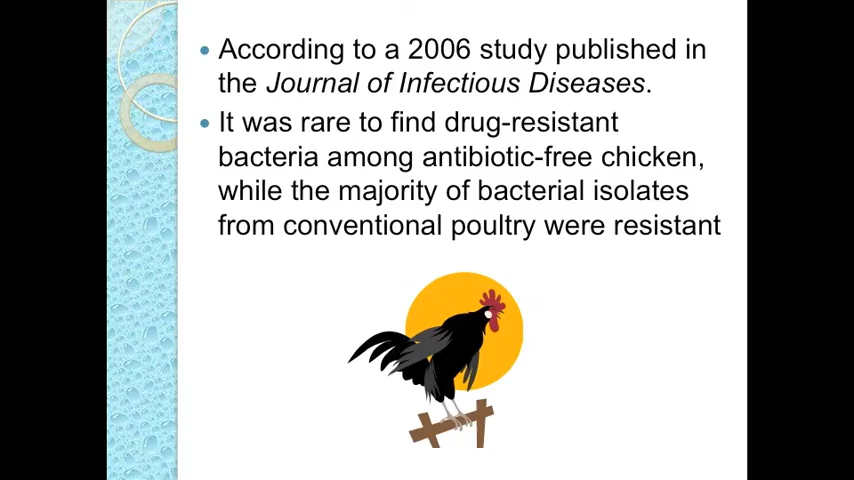 According to a 2006 study published in
the Journal of Infectious Diseases.
It was rare to find drug-resistant
bacteria among antibiotic-free chicken,
while the majority of bacterial isolates
from conventional poultry were resistant